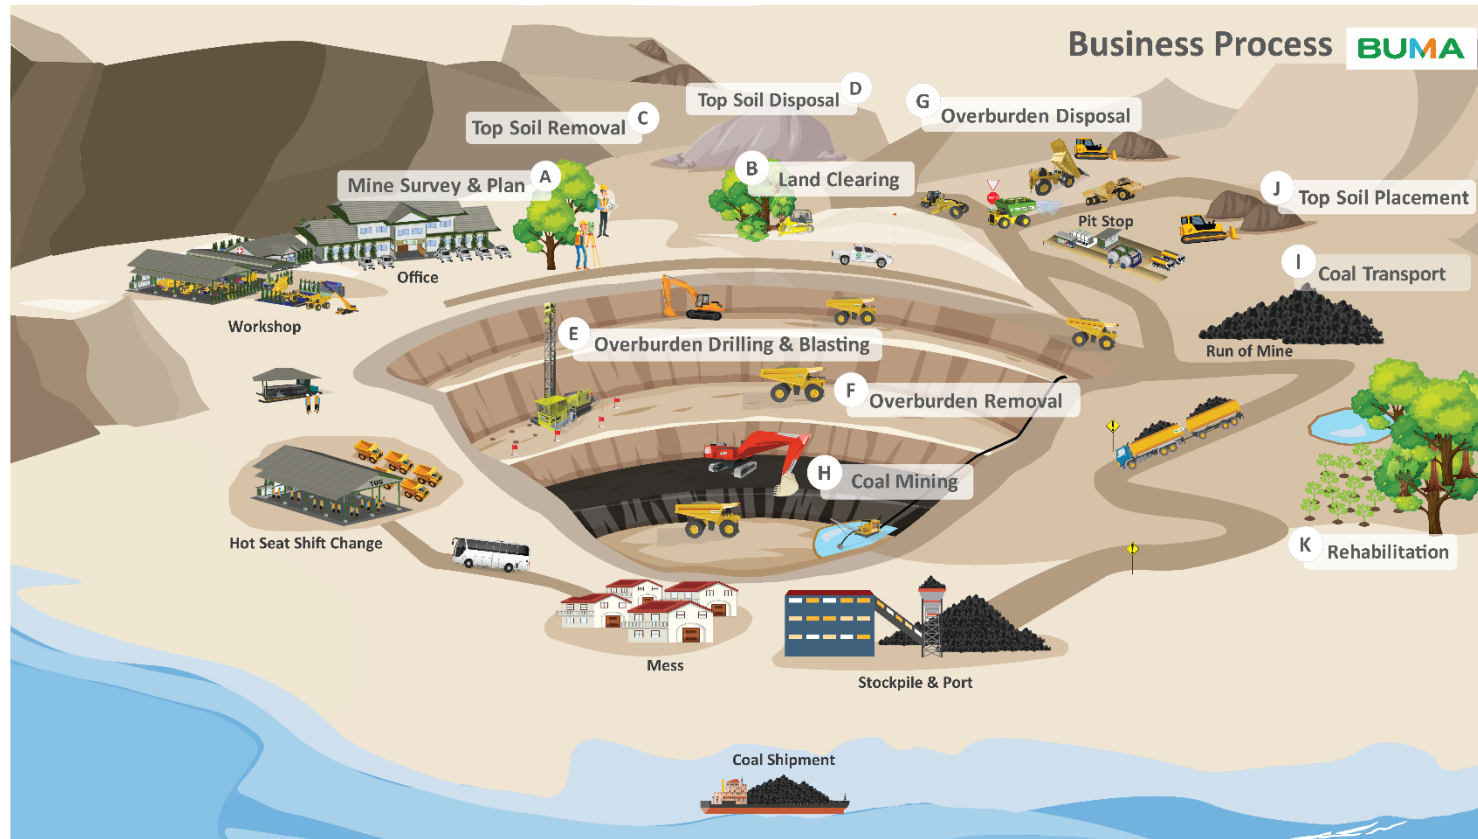 Business Process
BUMA
Top Soil Disposal
D
G
Overburden Disposal
Top Soil Removal
C
Mine Survey & Plan
A
B
Land Clearing
J
Top Soil Placement
Pit Stop
Office
I
Coal Transport
Workshop
E
Overburden Drilling & Blasting
Run of Mine
F
Overburden Removal
H
Coal Mining
Hot Seat Shift Change
K
Rehabilitation
Mess
Stockpile & Port
Coal Shipment